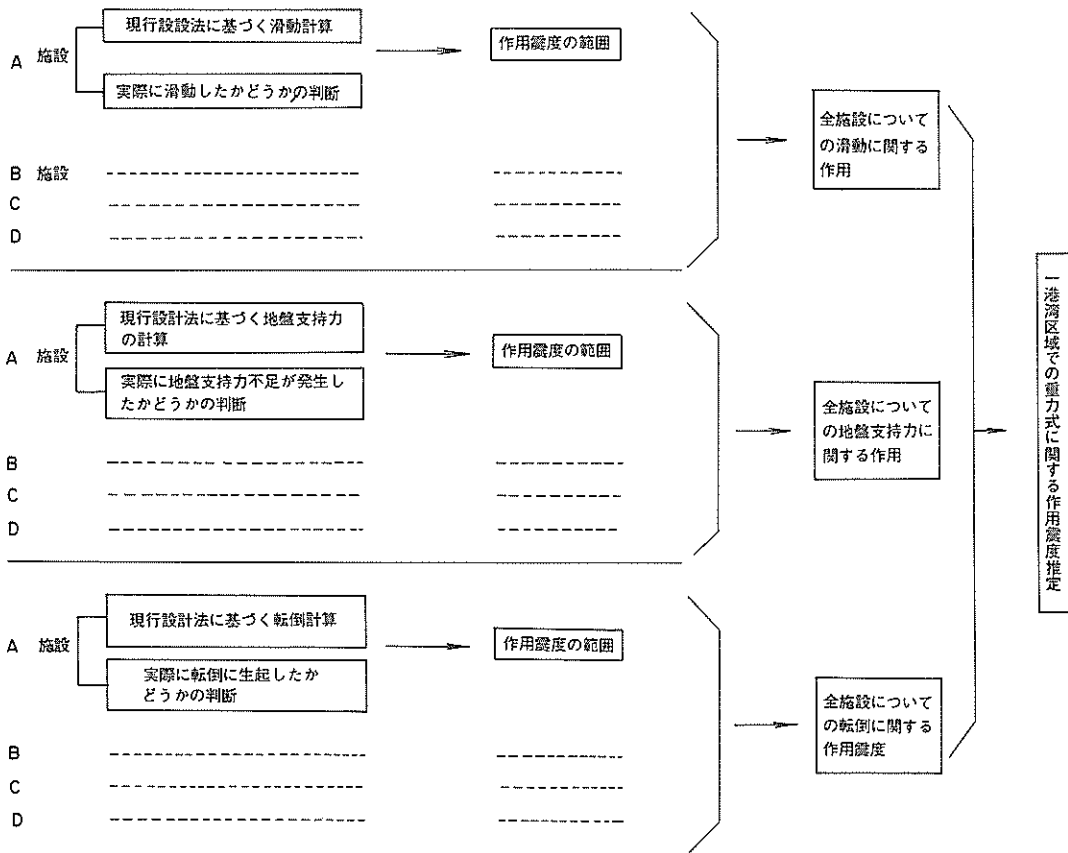 現行設設法に基づく滑動計算
A 施設
作用震度の範囲
実際に滑動したかどうかの判断
B 施設
C
D
全施設について
の滑動に関する
作用
現行設計法に基づく地盤支持力
の計算
A 施設
作用震度の範囲
実際に地盤支持力不足が発生し
たかどうかの判断
B
C
D
全施設について
の地盤支持力に
関する作用
現行設計法に基づく転倒計算
A 施設
作用震度の範囲
実際に転倒に生起したか
どうかの判断
B
C
D
全施設について
の転倒に関する
作用震度
一港湾区域での重力式に関する作用震度推定